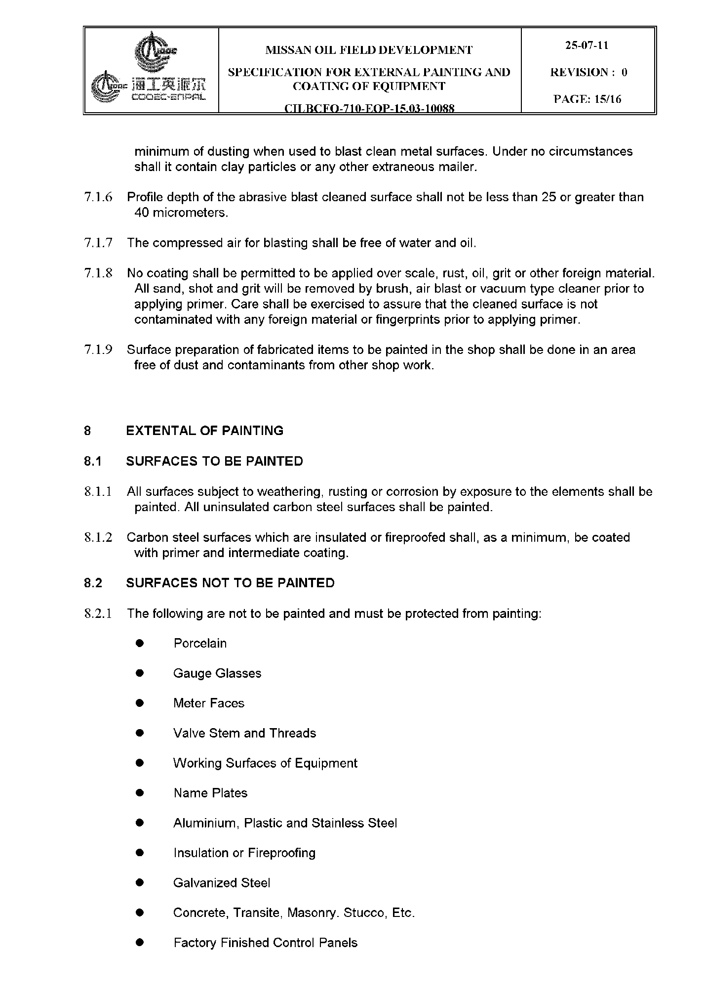 MISSAN OIL FIELD DEVELOPMENT
SPECIFICATION FOR EXTERNAL PAINTING AND
COATING OF EQUIPMENT
CILBCFO-710-EOP-15.03-10088
25-07-11
REVISION : 0
PAGE: 15/16
海工英派尔
COOEC-ENPAL
minimum of dusting when used to blast clean metal surfaces. Under no circumstances
shall it contain clay particles or any other extraneous mailer.
7.1.6 Profile depth of the abrasive blast cleaned surface shall not be less than 25 or greater than
40 micrometers.
7.1.7 The compressed air for blasting shall be free of water and oil.
7.1.8 No coating shall be permitted to be applied over scale, rust, oil, grit or other foreign material.
All sand, shot and grit will be removed by brush, air blast or vacuum type cleaner prior to
applying primer. Care shall be exercised to assure that the cleaned surface is not
contaminated with any foreign material or fingerprints prior to applying primer.
7.1.9 Surface preparation of fabricated items to be painted in the shop shall be done in an area
free of dust and contaminants from other shop work.
8 EXTENTAL OF PAINTING
8.1 SURFACES TO BE PAINTED
8.1.1 All surfaces subject to weathering, rusting or corrosion by exposure to the elements shall be
painted. All uninsulated carbon steel surfaces shall be painted.
8.1.2 Carbon steel surfaces which are insulated or fireproofed shall, as a minimum, be coated
with primer and intermediate coating.
8.2 SURFACES NOT TO BE PAINTED
8.2.1 The following are not to be painted and must be protected from painting:
● Porcelain
● Gauge Glasses
● Meter Faces
● Valve Stem and Threads
● Working Surfaces of Equipment
● Name Plates
● Aluminium, Plastic and Stainless Steel
● Insulation or Fireproofing
● Galvanized Steel
● Concrete, Transite, Masonry. Stucco, Etc.
● Factory Finished Control Panels